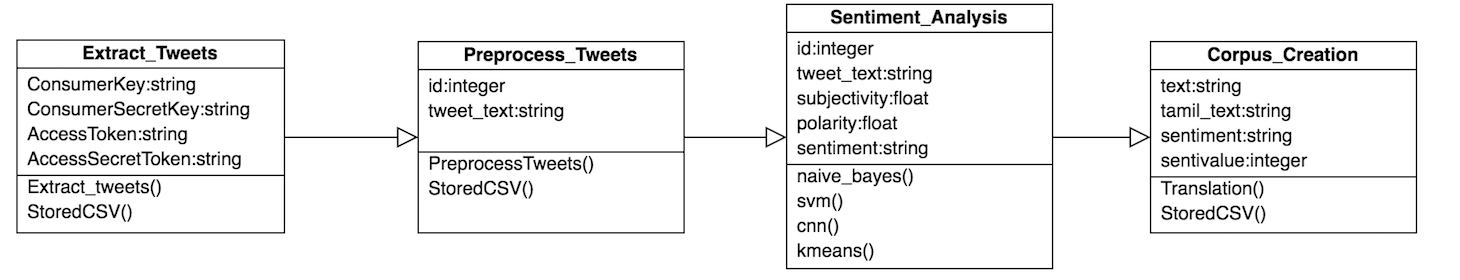 Extract_Tweets
ConsumerKey:string
ConsumerSecretKey:string
AccessToken:string
AccessSecretToken:string
Extract_tweets()
StoredCSV()
Preprocess_Tweets
id:integer
tweet_text:string
PreprocessTweets()
StoredCSV()
Sentiment_Analysis
id:integer
tweet_text:string
subjectivity:float
polarity:float
sentiment:string
naive_bayes()
svm()
cnn()
kmeans()
Corpus_Creation
text:string
tamil_text:string
sentiment:string
sentivalue:integer
Translation()
StoredCSV()